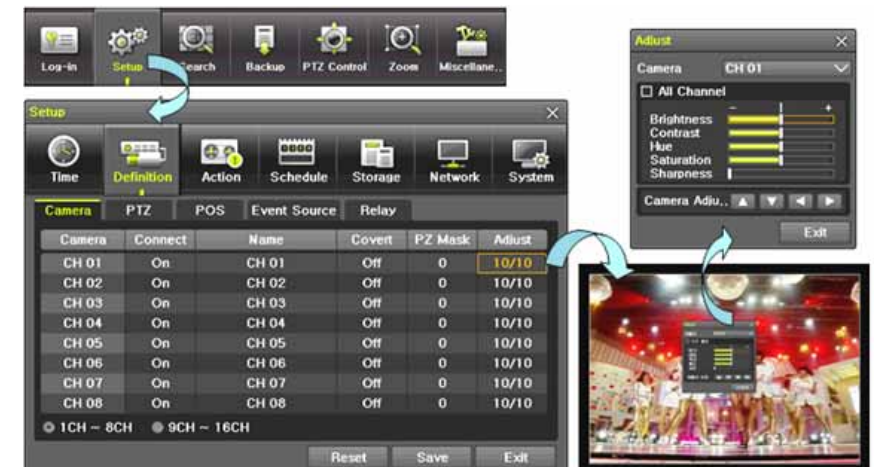 Log-in Setup Search Backup PTZ Control Zoom Miscellane..
Setup
Time Definition Action Schedule Storage Network System
Camera PTZ POS Event Source Relay
Camera Connect Name Covert PZ Mask Adjust
CH 01 On CH 01 Off 0 10/10
CH 02 On CH 02 Off 0 10/10
CH 03 On CH 03 Off 0 10/10
CH 04 On CH 04 Off 0 10/10
CH 05 On CH 05 Off 0 10/10
CH 06 On CH 06 Off 0 10/10
CH 07 On CH 07 Off 0 10/10
CH 08 On CH 08 Off 0 10/10
1CH ~ 8CH 9CH ~ 16CH
Reset Save Exit
Adjust
Camera CH 01
All Channel
- +
Brightness
Contrast
Hue
Saturation
Sharpness
Camera Adju..
Exit